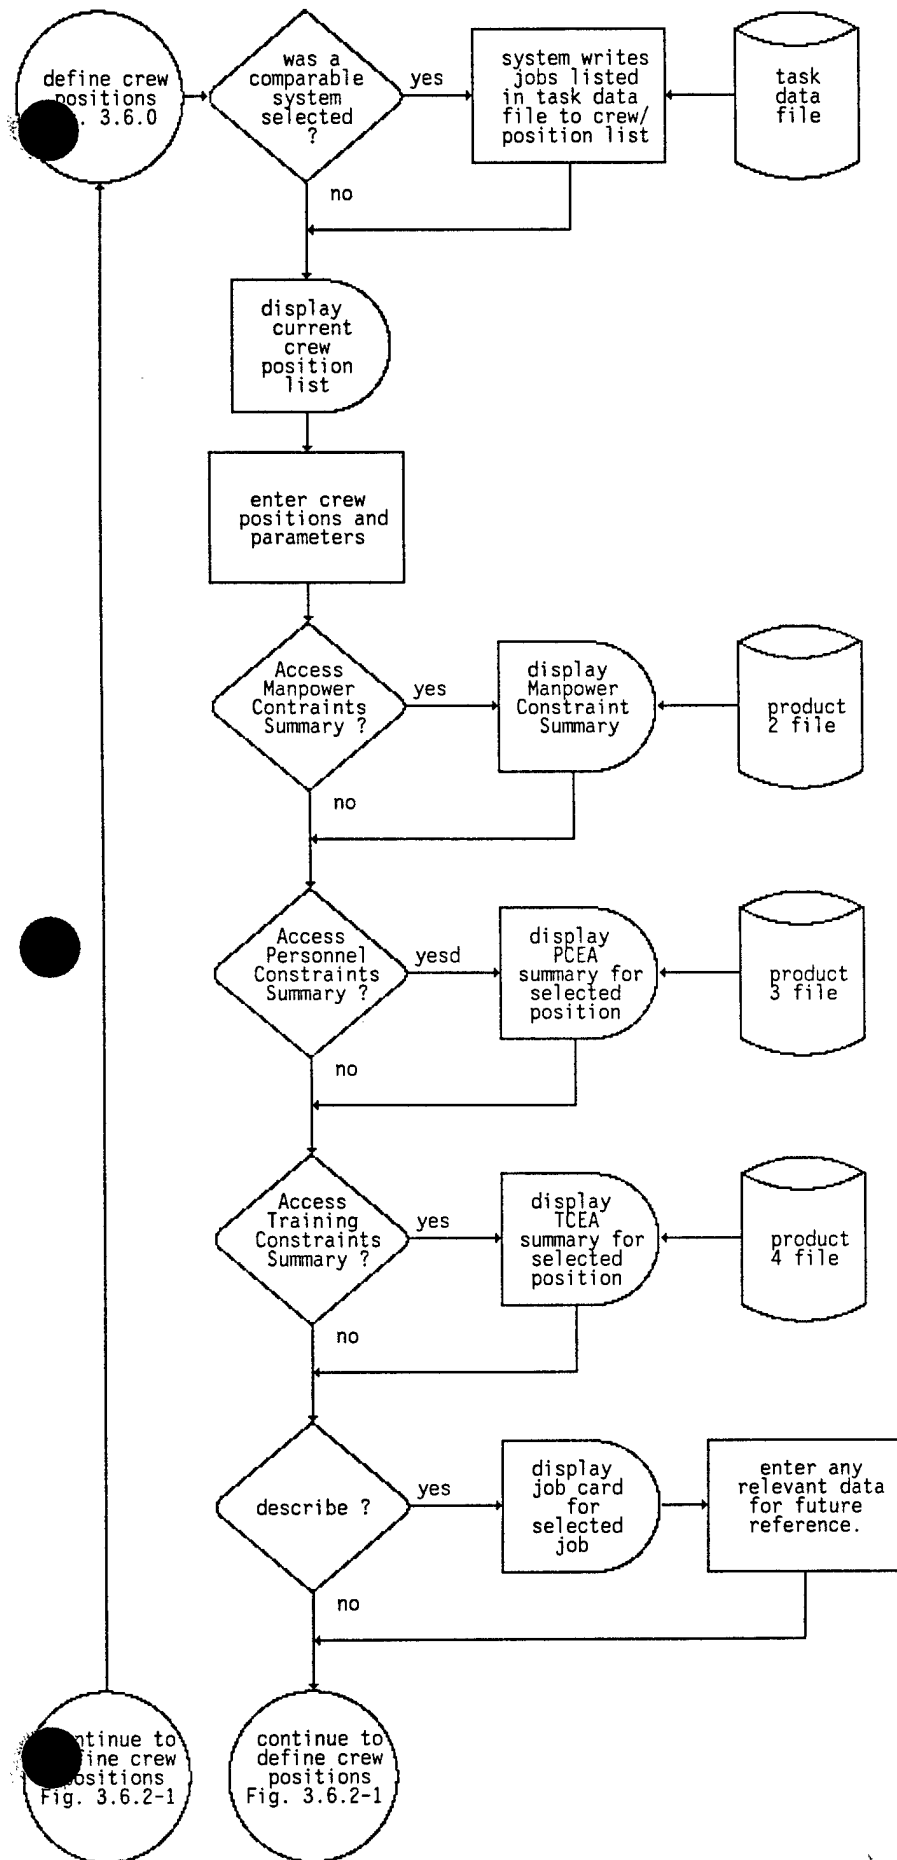 define crew
positions
. 3.6.0
was a
comparable
system
selected
?
yes
system writes
jobs listed
in task data
file to crew/
position list
task
data
file
no
display
current
crew
position
list
enter crew
positions and
parameters
Access
Manpower
Contraints
Summary ?
yes
display
Manpower
Constraint
Summary
product
2 file
no
Access
Personnel
Constraints
Summary ?
yesd
display
PCEA
summary for
selected
position
product
3 file
no
Access
Training
Constraints
Summary ?
yes
display
TCEA
summary for
selected
position
product
4 file
no
describe ?
yes
display
job card
for
selected
job
enter any
relevant data
for future
reference.
no
ntinue to
fine crew
ositions
Fig. 3.6.2-1
continue to
define crew
positions
Fig. 3.6.2-1